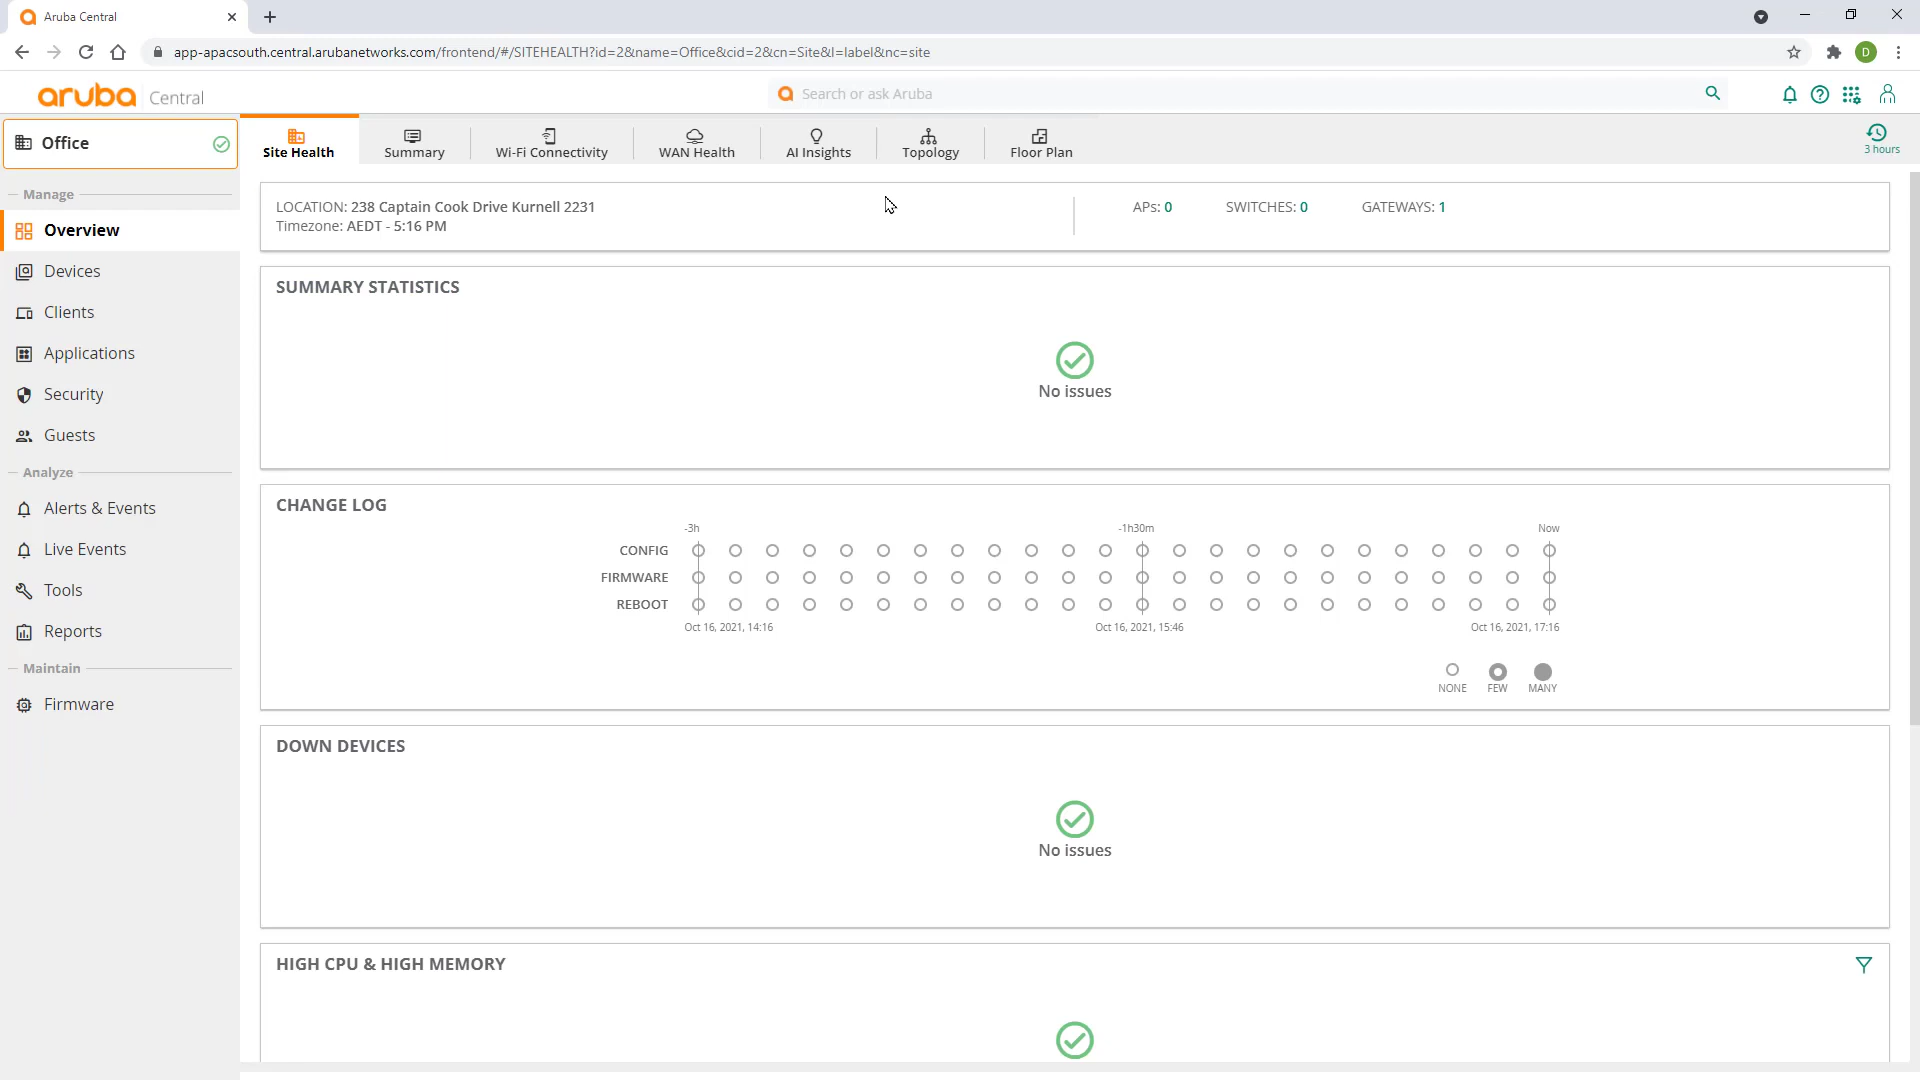 Aruba Central
app-apacsouth.central.arubanetworks.com/frontend/#/SITEHEALTH?id=2&name=Office&cid=2&cn=Site&l=label&nc=site
D
aruba Central
Search or ask Aruba
Office
Site Health
Summary
Wi-Fi Connectivity
WAN Health
AI Insights
Topology
Floor Plan
3 hours
Manage
Overview
Devices
Clients
Applications
Security
Guests
Analyze
Alerts & Events
Live Events
Tools
Reports
Maintain
Firmware
LOCATION: 238 Captain Cook Drive Kurnell 2231
Timezone: AEDT - 5:16 PM
APs: 0 SWITCHES: 0 GATEWAYS: 1
SUMMARY STATISTICS
No issues
CHANGE LOG
-3h -1h30m Now
CONFIG
FIRMWARE
REBOOT
Oct 16, 2021, 14:16 Oct 16, 2021, 15:46 Oct 16, 2021, 17:16
NONE FEW MANY
DOWN DEVICES
No issues
HIGH CPU & HIGH MEMORY